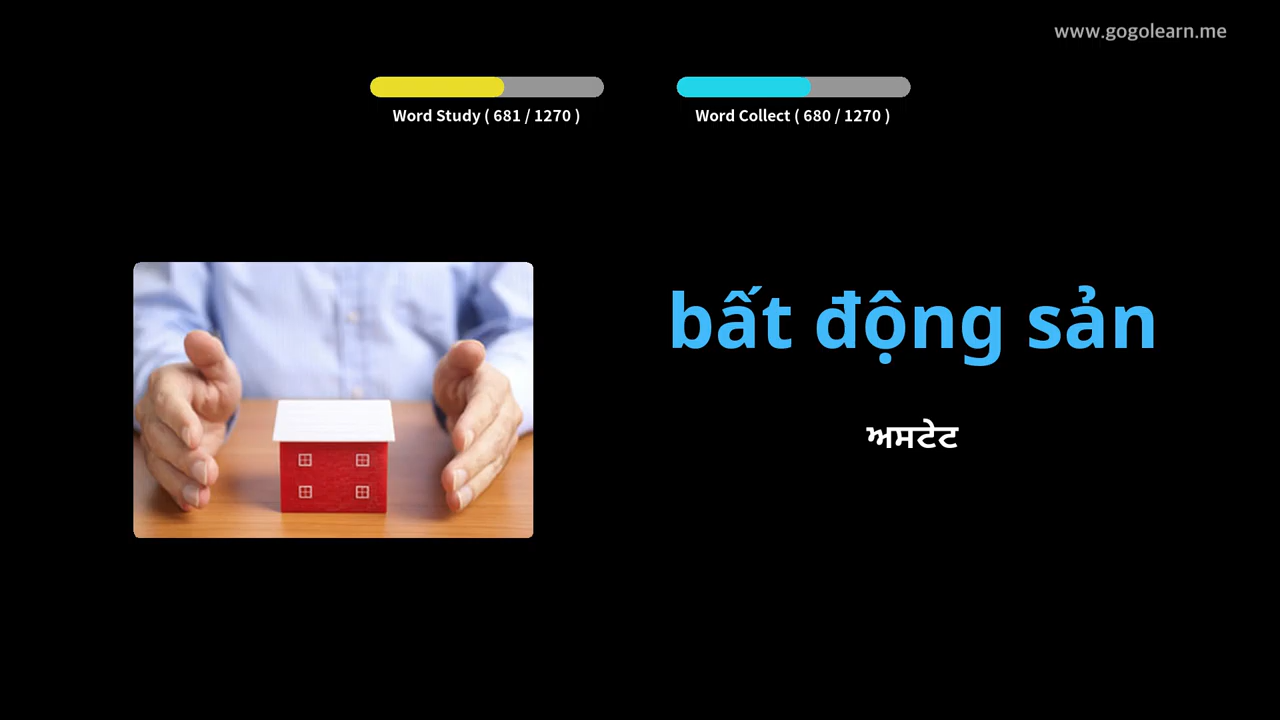 www.gogolearn.me
Word Study ( 681 / 1270 )
Word Collect ( 680 / 1270 )
bất động sản
ਅਸਟੇਟ